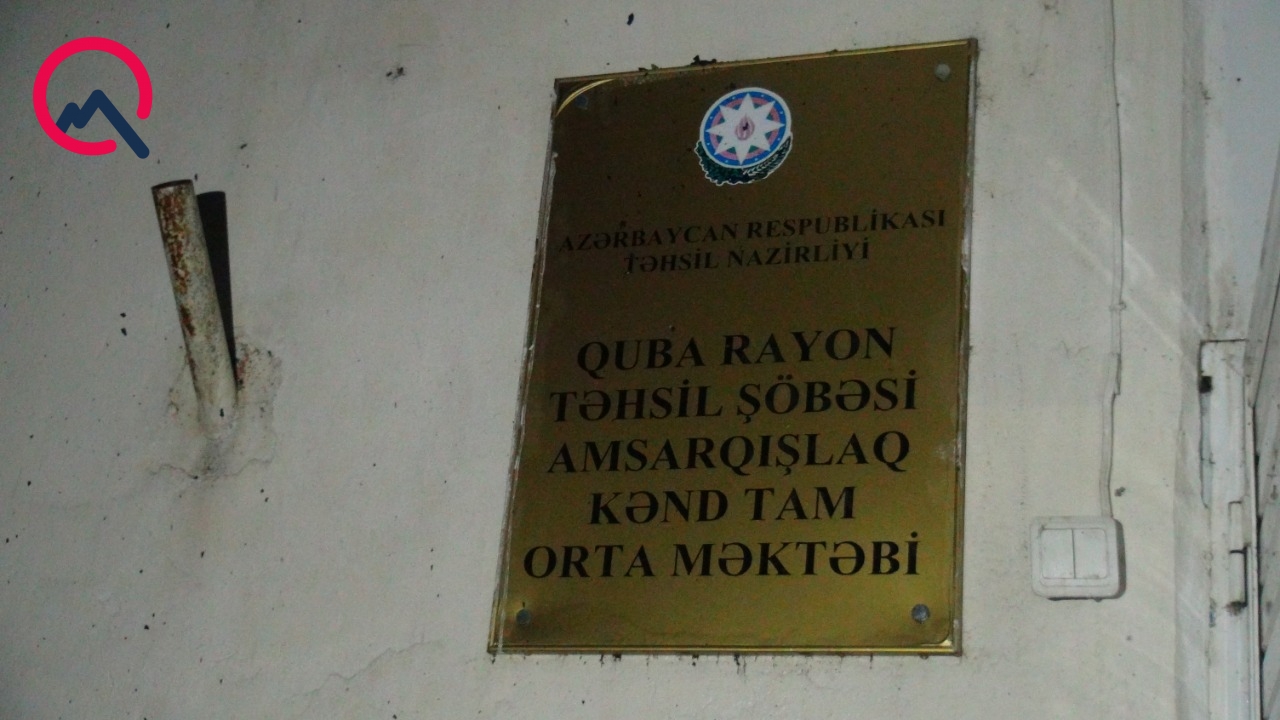 AZƏRBAYCAN RESPUBLİKASI
TƏHSİL NAZİRLİYİ
QUBA RAYON
TƏHSİL ŞÖBƏSİ
AMSARQIŞLAQ
KƏND TAM
ORTA MƏKTƏBİ